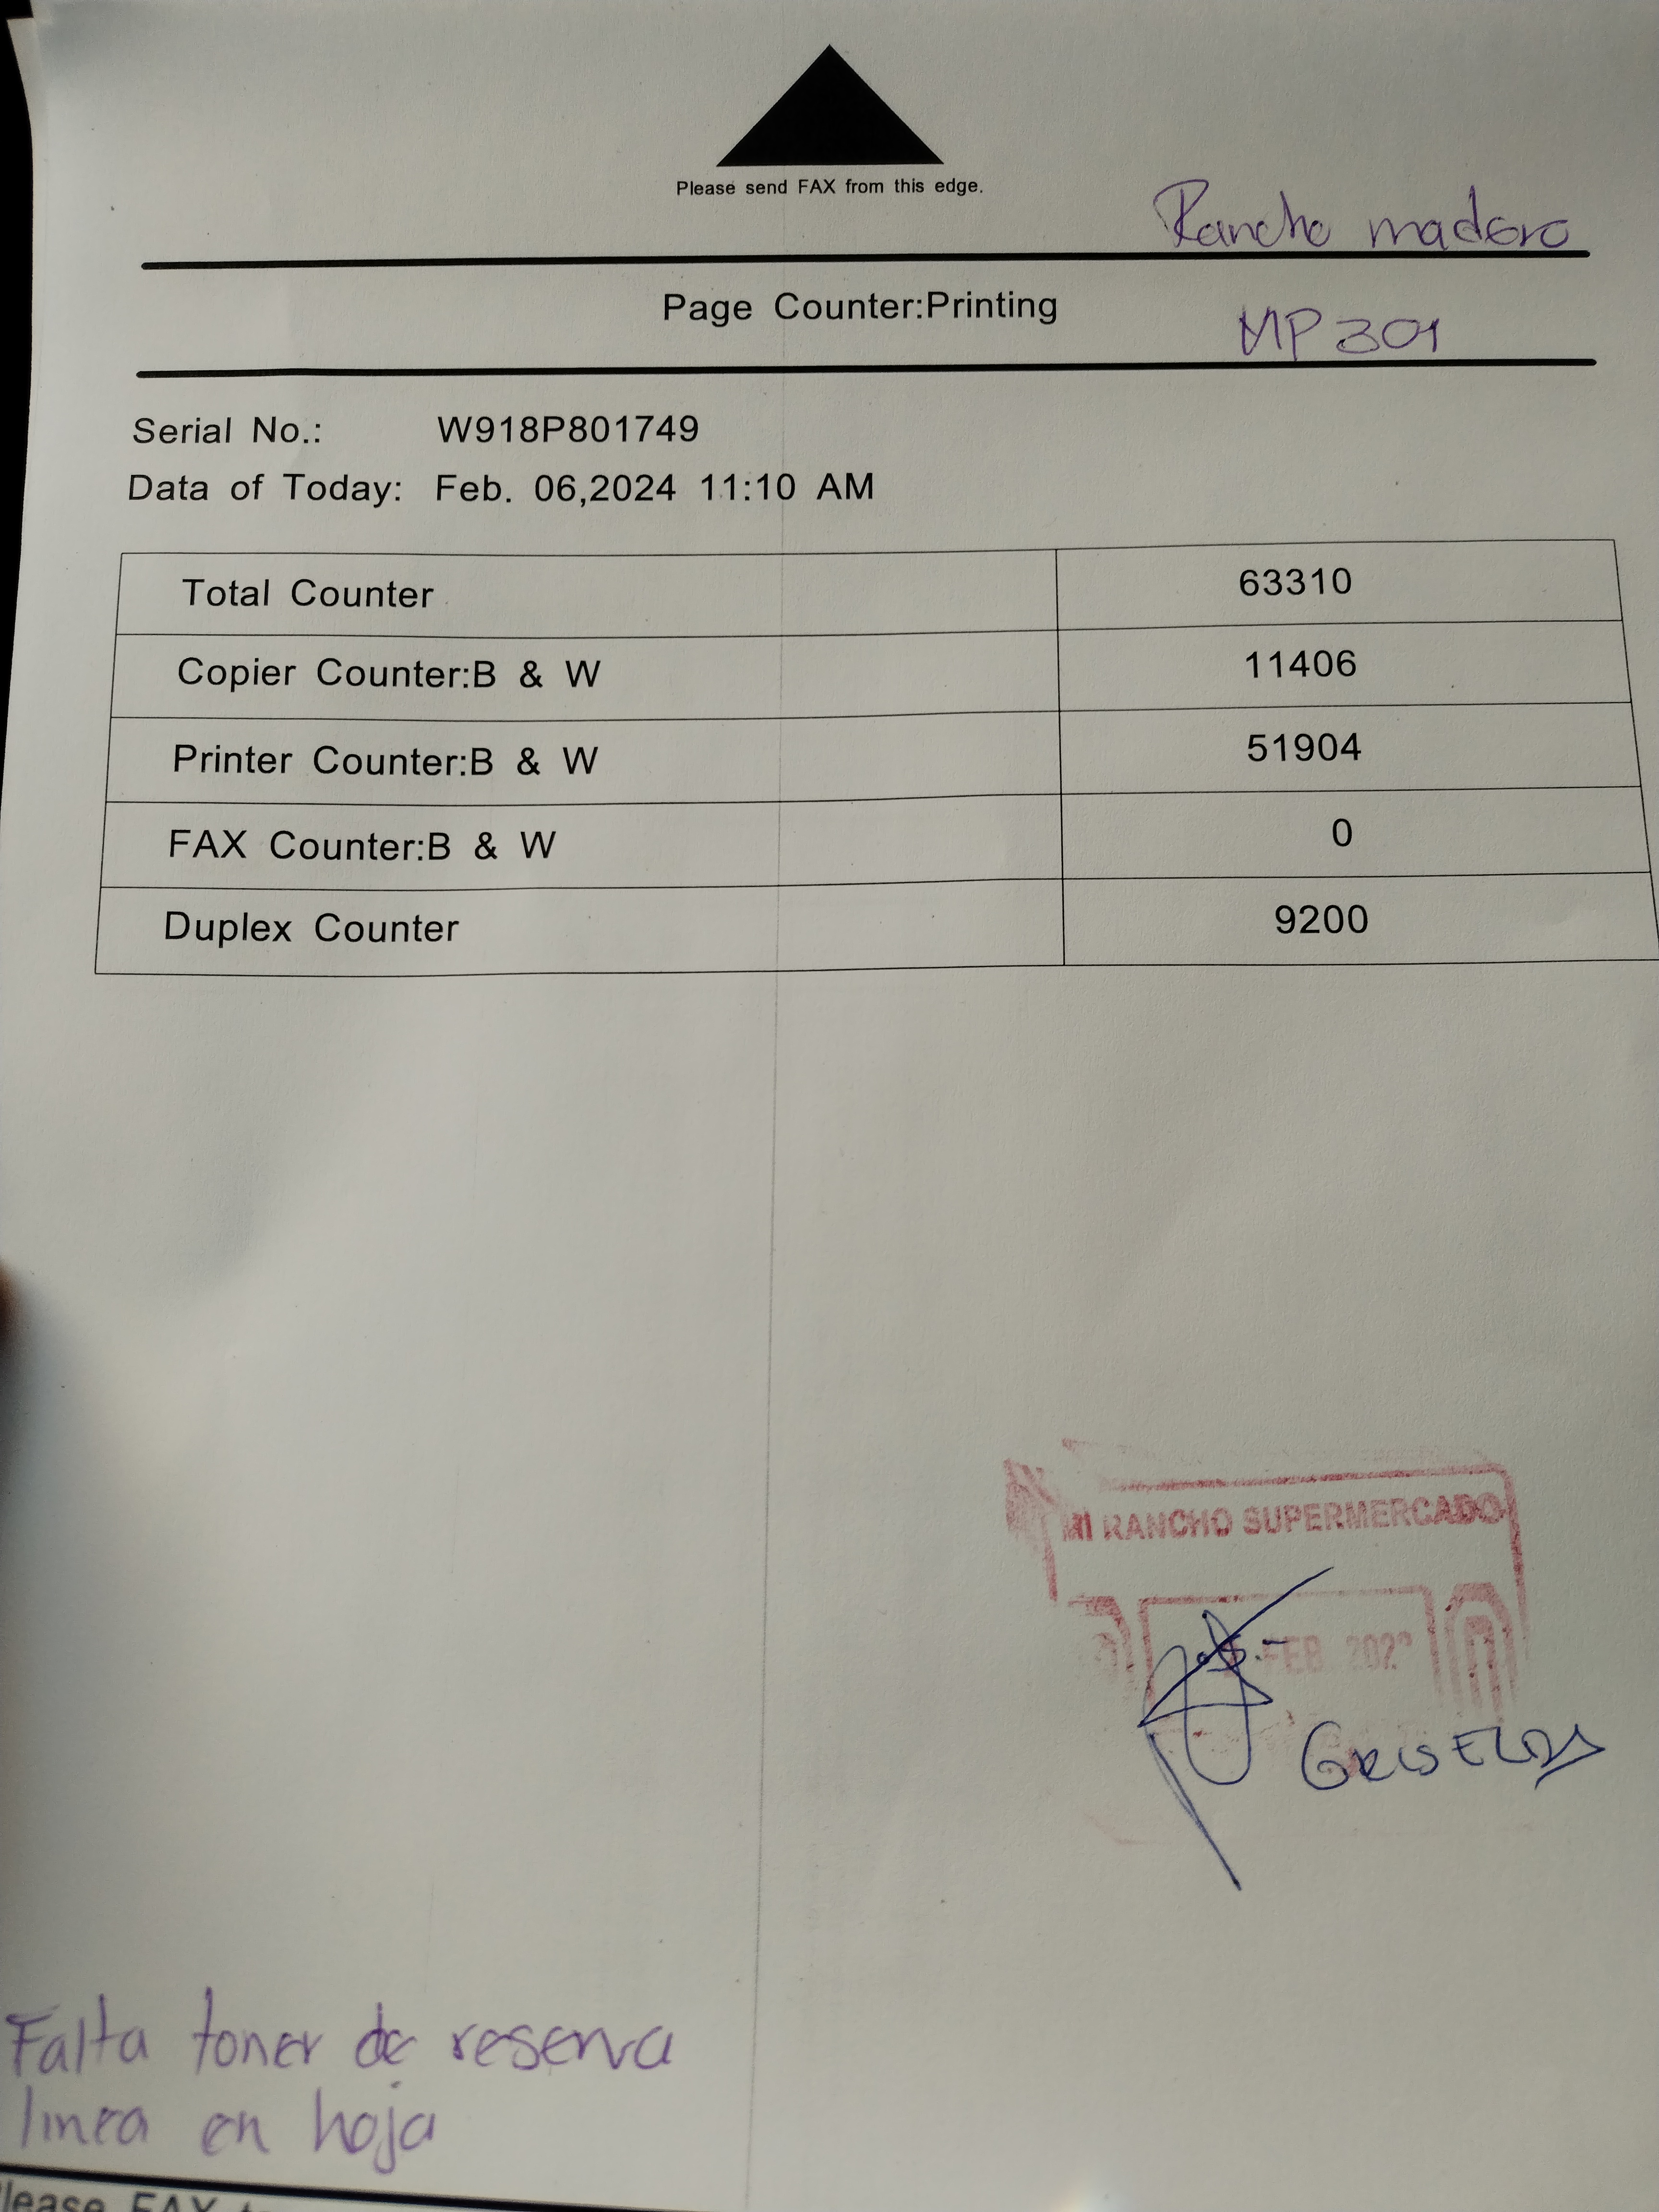 Please send FAX from this edge.
Rancho madero
Page Counter:Printing
MP 301
Serial No.: W918P801749
Data of Today: Feb. 06,2024 11:10 AM
Total Counter 63310
Copier Counter:B & W 11406
Printer Counter:B & W 51904
FAX Counter:B & W 0
Duplex Counter 9200
MI RANCHO SUPERMERCADO
FEB
GRISELDA
Falta toner de reserva
linea en hoja
FAX